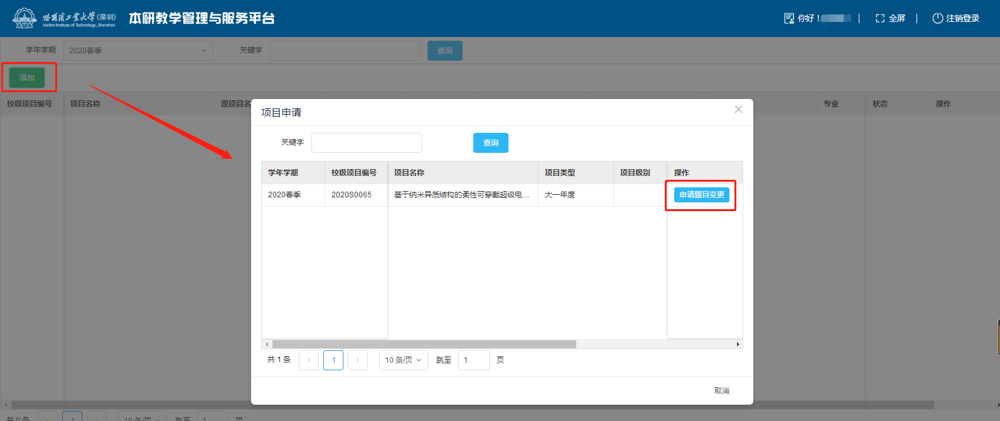 哈尔滨工业大学(深圳)
Harbin Institute of Technology, Shenzhen
本研教学管理与服务平台
你好！
全屏
注销登录
学年学期 2020春季 关键字 查询
添加
校级项目编号 项目名称 原项目名 专业 状态 操作
项目申请
关键字 查询
学年学期 校级项目编号 项目名称 项目类型 项目级别 操作
2020春季 2020S0065 基于纳米异质结构的柔性可穿戴超级电... 大一年度 申请题目变更
共 1 条 1 10 条/页 跳至 1 页
取消
共 0 条 1 10 条/页 跳至 1 页